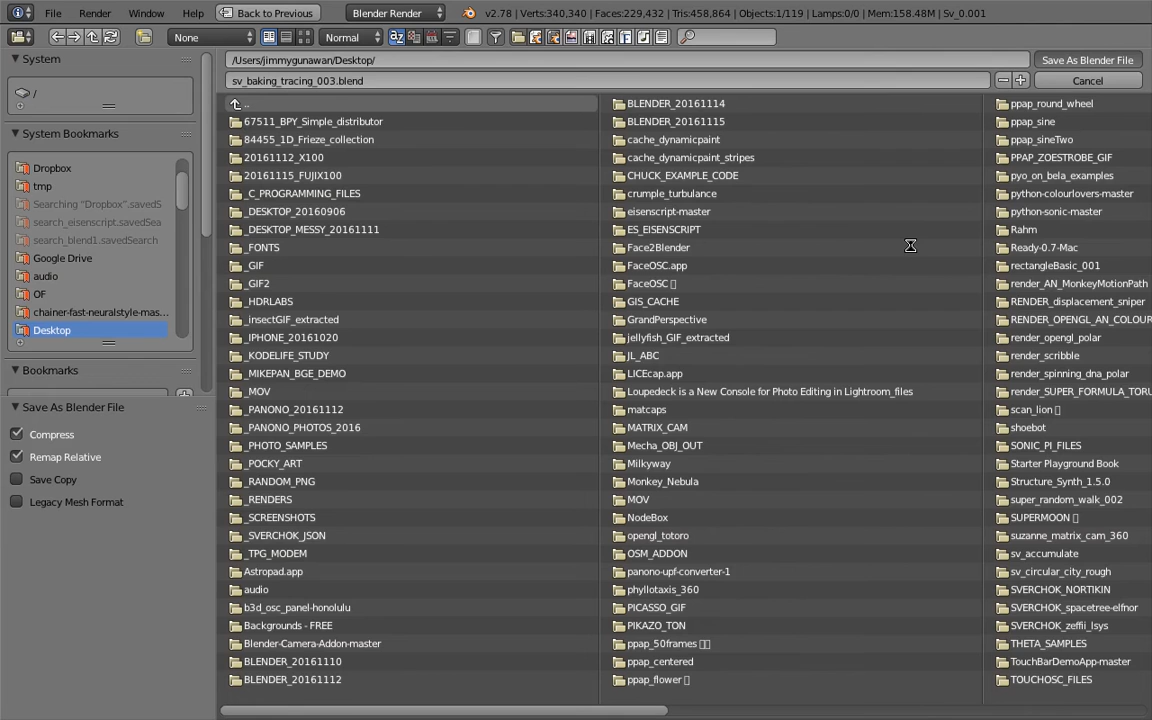 File Render Window Help Back to Previous Blender Render v2.78 | Verts:340,340 | Faces:229,432 | Tris:458,864 | Objects:1/119 | Lamps:0/0 | Mem:158.48M | Sv_0.001
None Normal
System
/
System Bookmarks
Dropbox
tmp
Searching “Dropbox”.savedS
search_eisenscript.savedSea
search_blend1.savedSearch
Google Drive
audio
OF
chainer-fast-neuralstyle-mas...
Desktop
Bookmarks
Save As Blender File
Compress
Remap Relative
Save Copy
Legacy Mesh Format
/Users/jimmygunawan/Desktop/
Save As Blender File
sv_baking_tracing_003.blend
Cancel
..
67511_BPY_Simple_distributor
84455_1D_Frieze_collection
20161112_X100
20161115_FUJIX100
_C_PROGRAMMING_FILES
_DESKTOP_20160906
_DESKTOP_MESSY_20161111
_FONTS
_GIF
_GIF2
_HDRLABS
_insectGIF_extracted
_IPHONE_20161020
_KODELIFE_STUDY
_MIKEPAN_BGE_DEMO
_MOV
_PANONO_20161112
_PANONO_PHOTOS_2016
_PHOTO_SAMPLES
_POCKY_ART
_RANDOM_PNG
_RENDERS
_SCREENSHOTS
_SVERCHOK_JSON
_TPG_MODEM
Astropad.app
audio
b3d_osc_panel-honolulu
Backgrounds - FREE
Blender-Camera-Addon-master
BLENDER_20161110
BLENDER_20161112
BLENDER_20161114
BLENDER_20161115
cache_dynamicpaint
cache_dynamicpaint_stripes
CHUCK_EXAMPLE_CODE
crumple_turbulance
eisenscript-master
ES_EISENSCRIPT
Face2Blender
FaceOSC.app
FaceOSC
GIS_CACHE
GrandPerspective
jellyfish_GIF_extracted
JL_ABC
LICEcap.app
Loupedeck is a New Console for Photo Editing in Lightroom_files
matcaps
MATRIX_CAM
Mecha_OBJ_OUT
Milkyway
Monkey_Nebula
MOV
NodeBox
opengl_totoro
OSM_ADDON
panono-upf-converter-1
phyllotaxis_360
PICASSO_GIF
PIKAZO_TON
ppap_50frames
ppap_centered
ppap_flower
ppap_round_wheel
ppap_sine
ppap_sineTwo
PPAP_ZOESTROBE_GIF
pyo_on_bela_examples
python-colourlovers-master
python-sonic-master
Rahm
Ready-0.7-Mac
rectangleBasic_001
render_AN_MonkeyMotionPath
RENDER_displacement_sniper
RENDER_OPENGL_AN_COLOUR
render_opengl_polar
render_scribble
render_spinning_dna_polar
render_SUPER_FORMULA_TORU
scan_lion
shoebot
SONIC_PI_FILES
Starter Playground Book
Structure_Synth_1.5.0
super_random_walk_002
SUPERMOON
suzanne_matrix_cam_360
sv_accumulate
sv_circular_city_rough
SVERCHOK_NORTIKIN
SVERCHOK_spacetree-elfnor
SVERCHOK_zeffii_lsys
THETA_SAMPLES
TouchBarDemoApp-master
TOUCHOSC_FILES